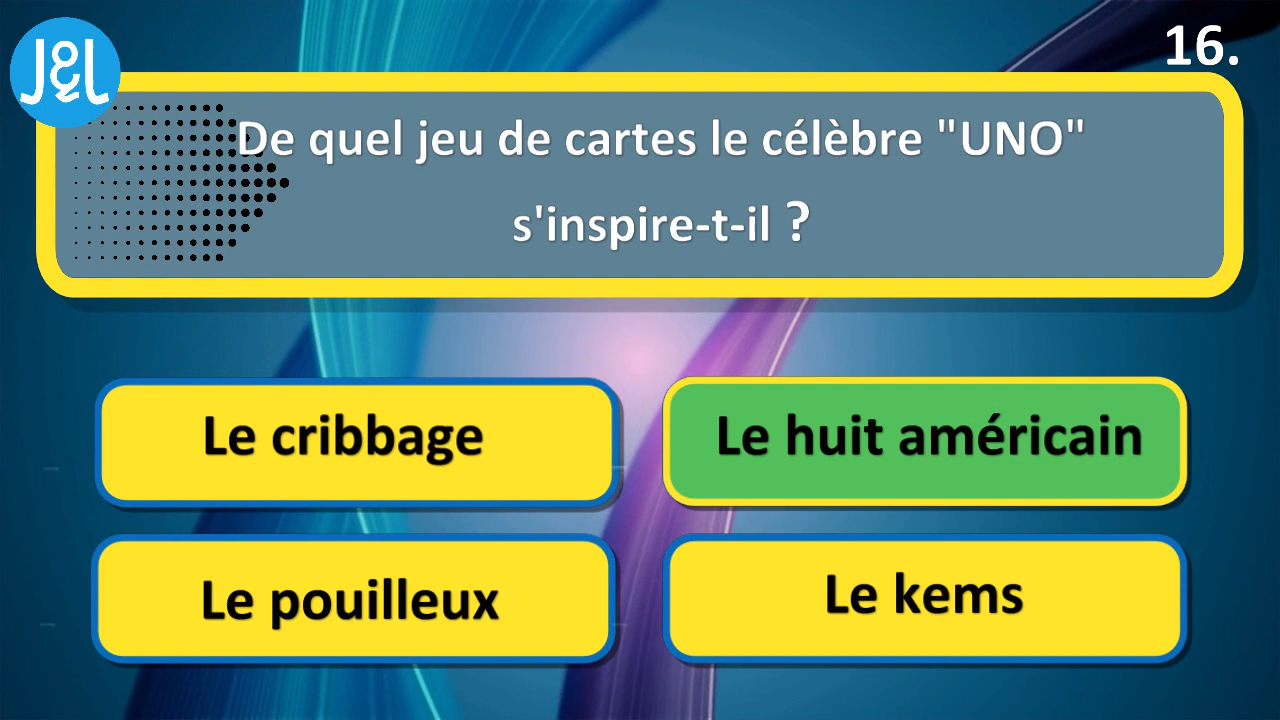 16.
De quel jeu de cartes le célèbre "UNO"
s'inspire-t-il ?
Le cribbage
Le huit américain
Le pouilleux
Le kems